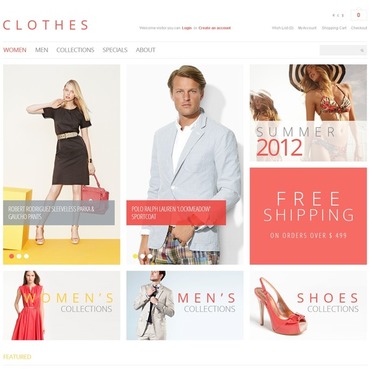 CLOTHES
$ € £ 0
Welcome visitor you can Login or Create an account
Wish List (0) My Account Shopping Cart Checkout
WOMEN MEN COLLECTIONS SPECIALS ABOUT
SUMMER
2012
ROBERT RODRIGUEZ SLEEVELESS PARKA &
GAUCHO PANTS
POLO RALPH LAUREN 'LOCKMEADOW'
SPORTCOAT
FREE
SHIPPING
ON ORDERS OVER $ 499
WOMEN'S
COLLECTIONS
MEN'S
COLLECTIONS
SHOES
COLLECTIONS
FEATURED